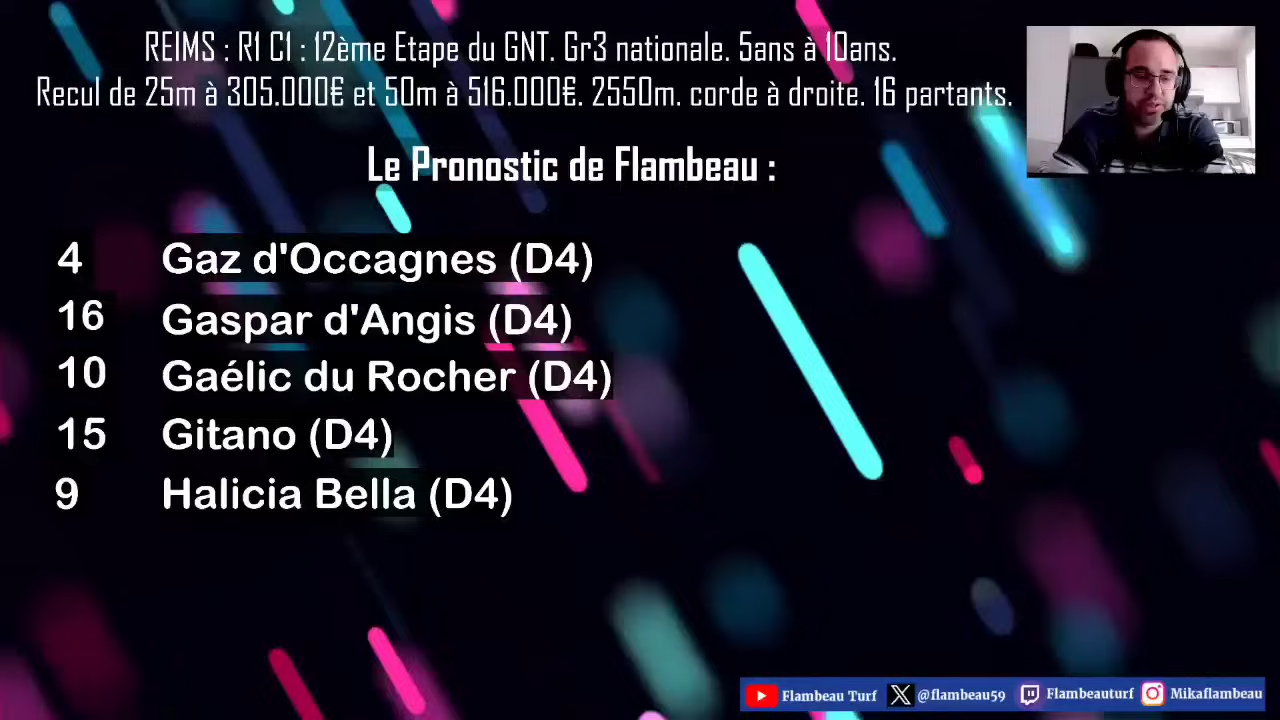 REIMS : R1 C1 : 12ème Etape du GNT. Gr3 nationale. 5ans à 10ans.
Recul de 25m à 305.000€ et 50m à 516.000€. 2550m. corde à droite. 16 partants.
Le Pronostic de Flambeau :
4 Gaz d'Occagnes (D4)
16 Gaspar d'Angis (D4)
10 Gaélic du Rocher (D4)
15 Gitano (D4)
9 Halicia Bella (D4)
Flambeau Turf @flambeau59 Flambeauturf Mikaflambeau